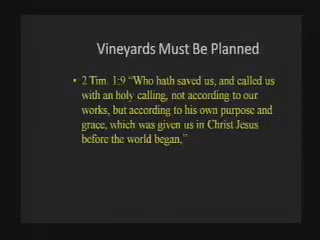 Vineyards Must Be Planned
• 2 Tim. 1:9 “Who hath saved us, and called us
with an holy calling, not according to our
works, but according to his own purpose and
grace, which was given us in Christ Jesus
before the world began,”